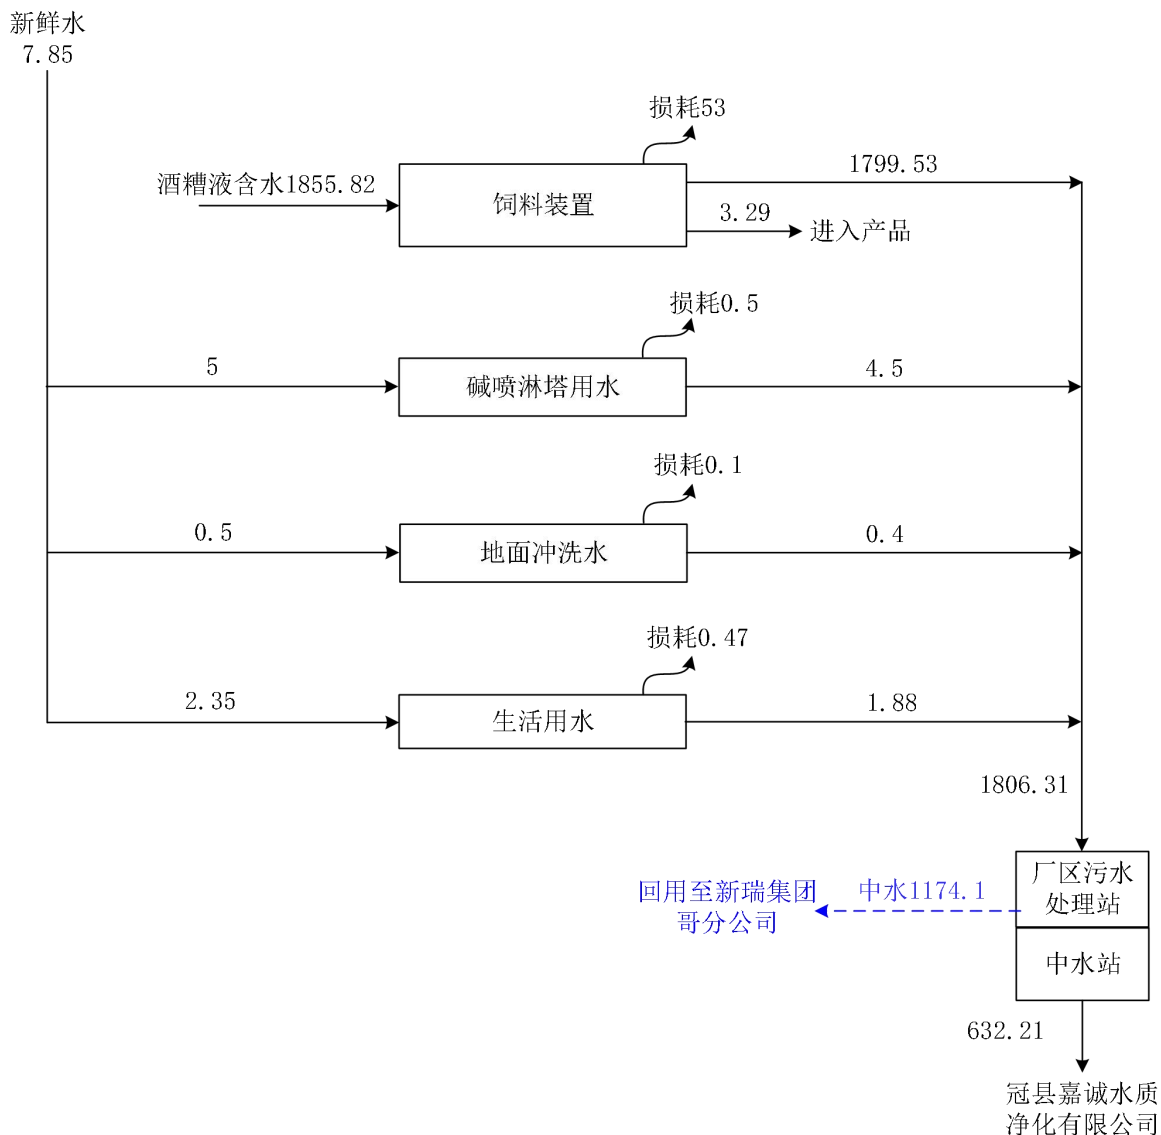 新鲜水
7.85
损耗53
1799.53
酒糟液含水1855.82
饲料装置
3.29
进入产品
损耗0.5
5
碱喷淋塔用水
4.5
损耗0.1
0.5
地面冲洗水
0.4
损耗0.47
2.35
生活用水
1.88
1806.31
厂区污水
处理站
回用至新瑞集团
哥分公司
中水1174.1
中水站
632.21
冠县嘉诚水质
净化有限公司